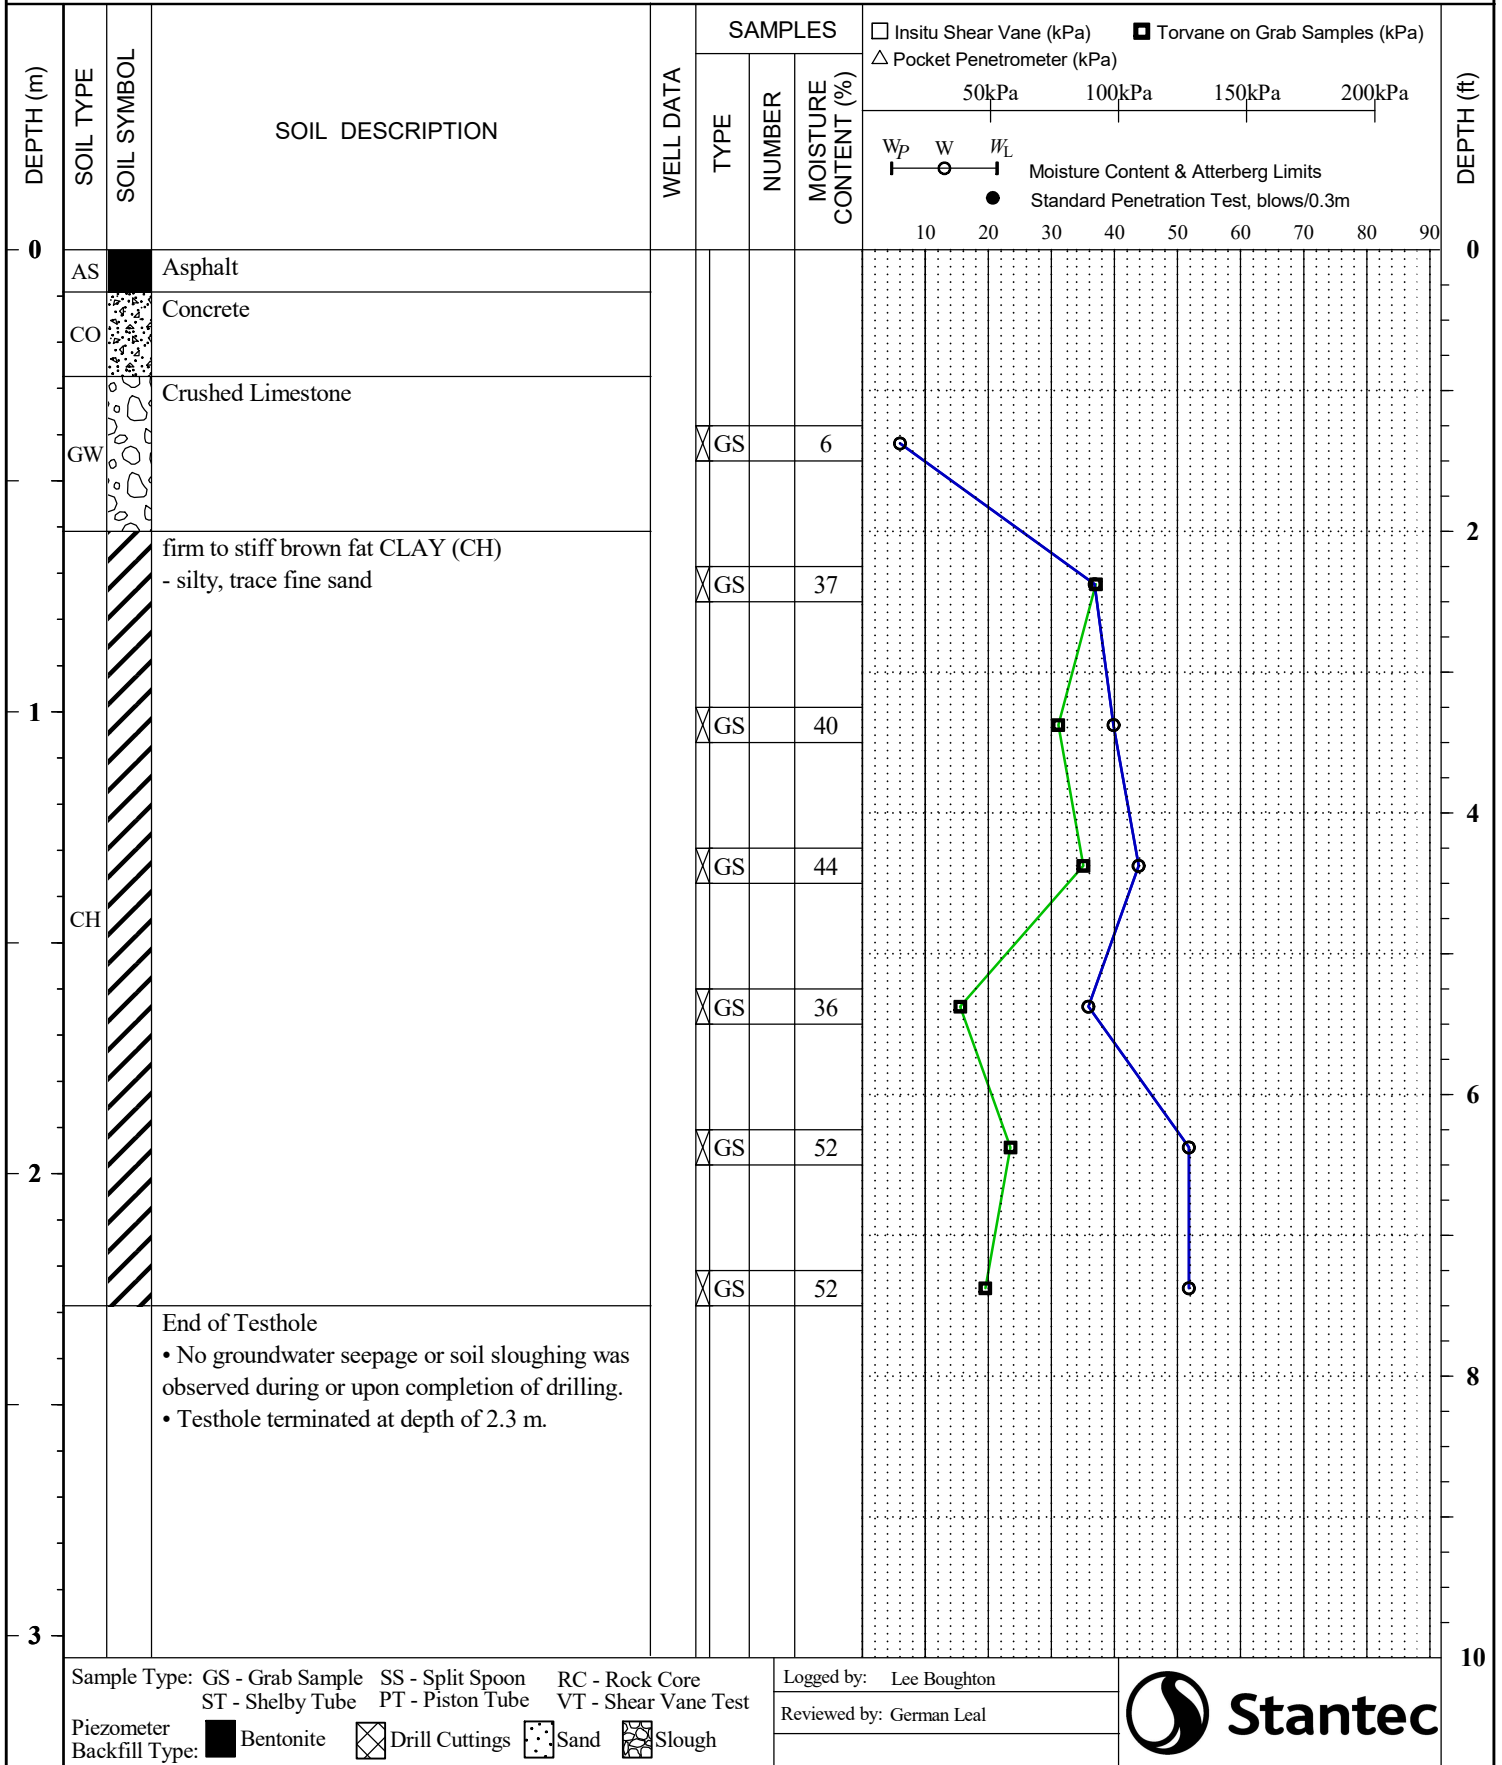 DEPTH (m)
SOIL TYPE
SOIL SYMBOL
SOIL DESCRIPTION
WELL DATA
SAMPLES
TYPE
NUMBER
MOISTURE
CONTENT (%)
Insitu Shear Vane (kPa)
Torvane on Grab Samples (kPa)
Pocket Penetrometer (kPa)
50kPa 100kPa 150kPa 200kPa
WP W WL
Moisture Content & Atterberg Limits
Standard Penetration Test, blows/0.3m
10 20 30 40 50 60 70 80 90
DEPTH (ft)
0
AS
Asphalt
0
CO
Concrete
Crushed Limestone
GW
GS 6
2
firm to stiff brown fat CLAY (CH)
- silty, trace fine sand
GS 37
1
GS 40
4
GS 44
CH
GS 36
6
GS 52
2
GS 52
End of Testhole
• No groundwater seepage or soil sloughing was
observed during or upon completion of drilling.
• Testhole terminated at depth of 2.3 m.
8
3
10
Sample Type: GS - Grab Sample SS - Split Spoon RC - Rock Core
ST - Shelby Tube PT - Piston Tube VT - Shear Vane Test
Piezometer
Backfill Type: Bentonite Drill Cuttings Sand Slough
Logged by: Lee Boughton
Reviewed by: German Leal
Stantec